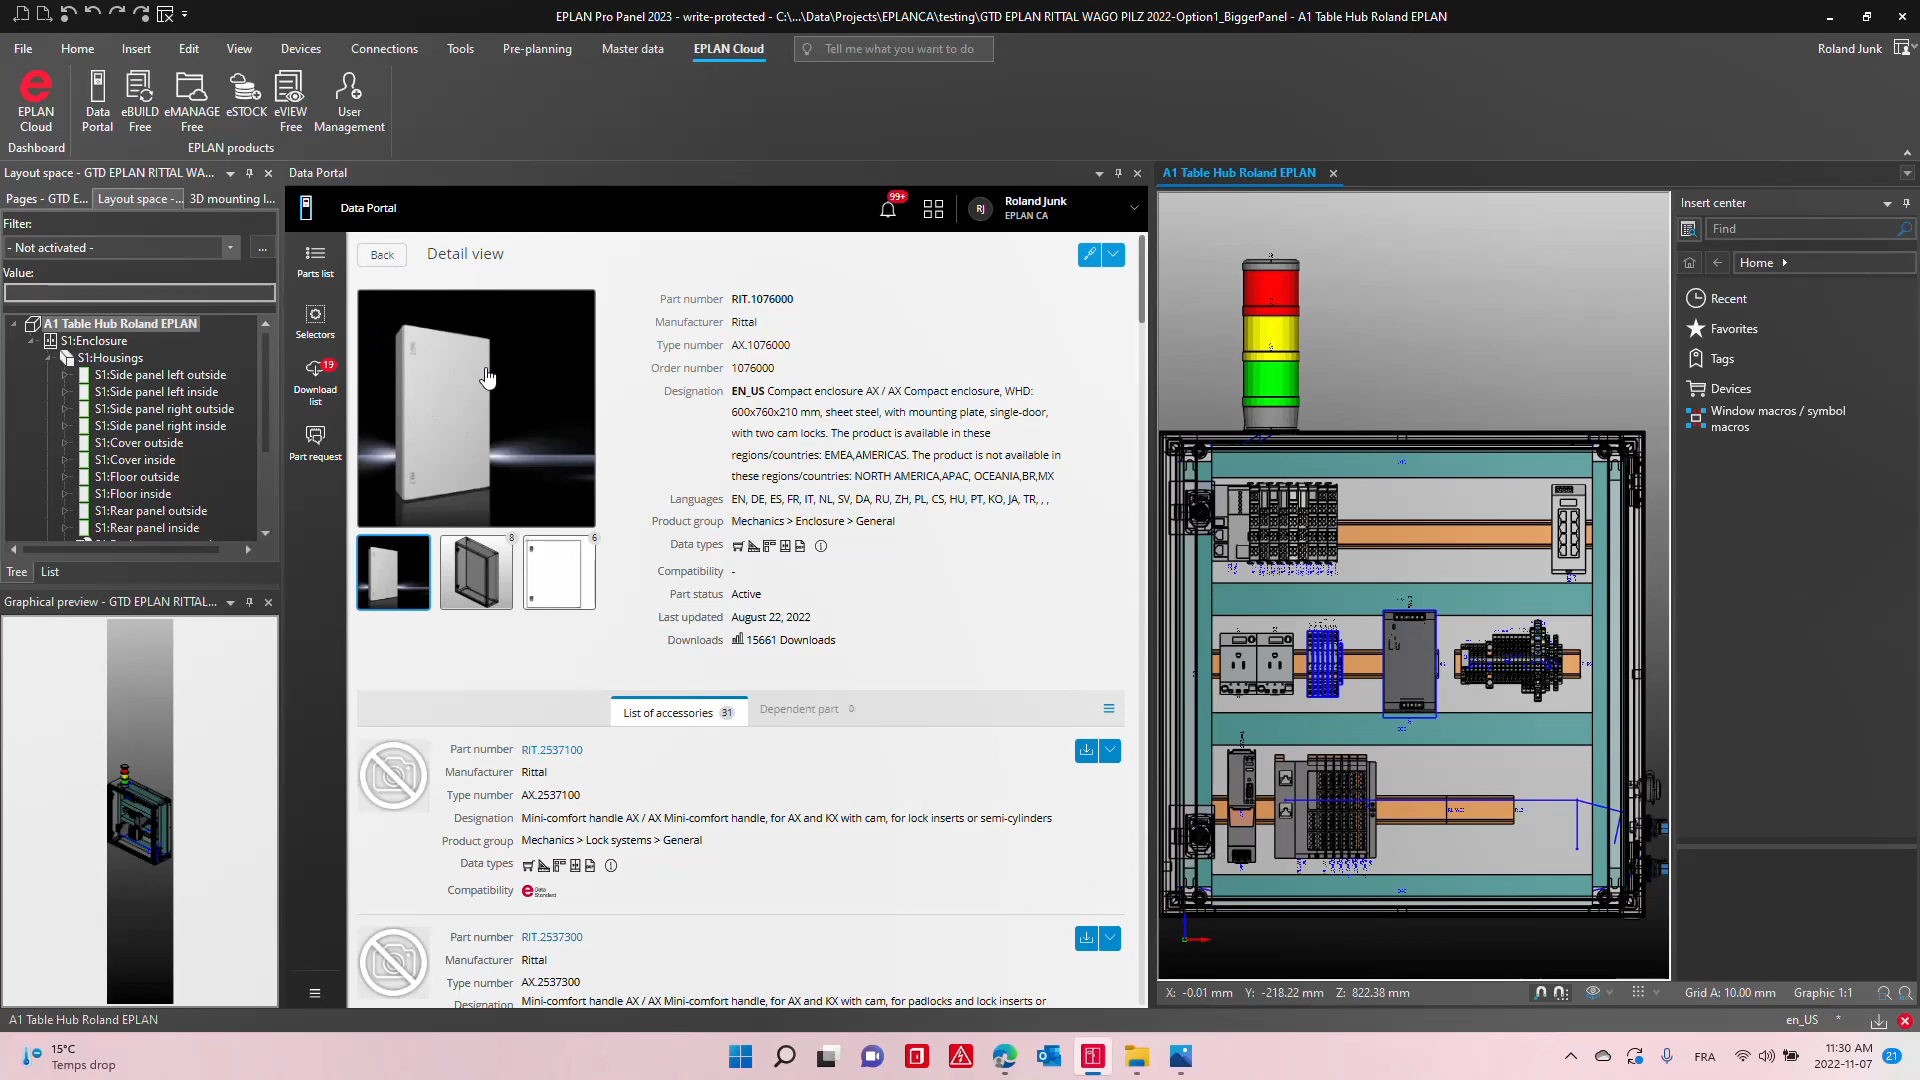 EPLAN Pro Panel 2023 - write-protected - C:\...\Data\Projects\EPLANCA\testing\GTD EPLAN RITTAL WAGO PILZ 2022-Option1_BiggerPanel - A1 Table Hub Roland EPLAN
File Home Insert Edit View Devices Connections Tools Pre-planning Master data EPLAN Cloud Tell me what you want to do Roland Junk
EPLAN Cloud
Data Portal
eBUILD Free
eMANAGE Free
eSTOCK
eVIEW Free
User Management
Dashboard
EPLAN products
Layout space - GTD EPLAN RITTAL WA...
Pages - GTD E... Layout space -... 3D mounting l...
Filter:
- Not activated -
...
Value:
A1 Table Hub Roland EPLAN
S1:Enclosure
S1:Housings
S1:Side panel left outside
S1:Side panel left inside
S1:Side panel right outside
S1:Side panel right inside
S1:Cover outside
S1:Cover inside
S1:Floor outside
S1:Floor inside
S1:Rear panel outside
S1:Rear panel inside
Tree List
Graphical preview - GTD EPLAN RITTAL...
Data Portal
Data Portal
99+
RJ
Roland Junk
EPLAN CA
Parts list
Selectors
19
Download list
Part request
Back
Detail view
8
6
Part number RIT.1076000
Manufacturer Rittal
Type number AX.1076000
Order number 1076000
Designation EN_US Compact enclosure AX / AX Compact enclosure, WHD:
600x760x210 mm, sheet steel, with mounting plate, single-door,
with two cam locks. The product is available in these
regions/countries: EMEA,AMERICAS. The product is not available in
these regions/countries: NORTH AMERICA,APAC, OCEANIA,BR,MX
Languages EN, DE, ES, FR, IT, NL, SV, DA, RU, ZH, PL, CS, HU, PT, KO, JA, TR, , ,
Product group Mechanics > Enclosure > General
Data types
Compatibility -
Part status Active
Last updated August 22, 2022
Downloads 15661 Downloads
List of accessories 31
Dependent part 0
Part number RIT.2537100
Manufacturer Rittal
Type number AX.2537100
Designation Mini-comfort handle AX / AX Mini-comfort handle, for AX and KX with cam, for lock inserts or semi-cylinders
Product group Mechanics > Lock systems > General
Data types
Compatibility
Part number RIT.2537300
Manufacturer Rittal
Type number AX.2537300
Designation Mini-comfort handle AX / AX Mini-comfort handle, for AX and KX with cam, for padlocks and lock inserts or
A1 Table Hub Roland EPLAN
X: -0.01 mm Y: -218.22 mm Z: 822.38 mm
Grid A: 10.00 mm Graphic 1:1
Insert center
Find
Home
Recent
Favorites
Tags
Devices
Window macros / symbol
macros
A1 Table Hub Roland EPLAN
en_US *
15°C
Temps drop
FRA
11:30 AM
2022-11-07
21